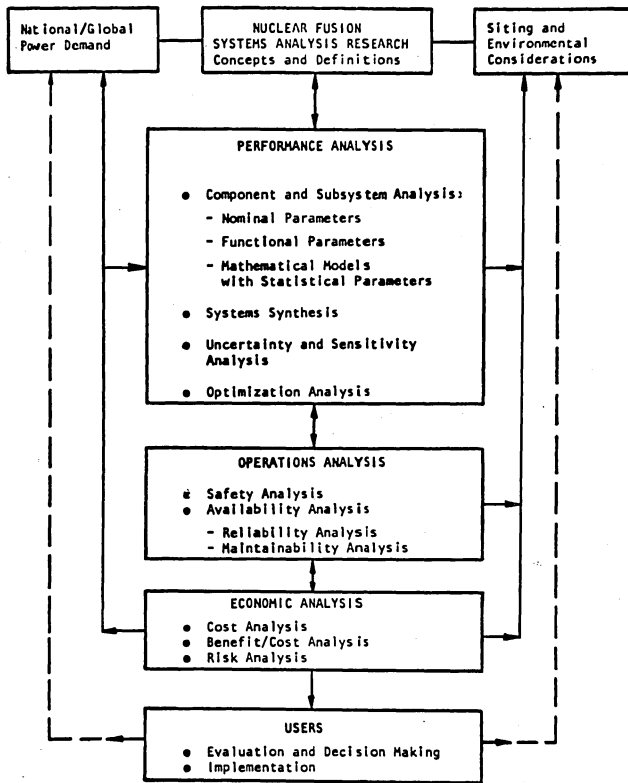 National/Global
Power Demand
NUCLEAR FUSION
SYSTEMS ANALYSIS RESEARCH
Concepts and Definitions
Siting and
Environmental
Considerations
PERFORMANCE ANALYSIS
● Component and Subsystem Analysis:
- Nominal Parameters
- Functional Parameters
- Mathematical Models
with Statistical Parameters
● Systems Synthesis
● Uncertainty and Sensitivity
Analysis
● Optimization Analysis
OPERATIONS ANALYSIS
● Safety Analysis
● Availability Analysis
- Reliability Analysis
- Maintainability Analysis
ECONOMIC ANALYSIS
● Cost Analysis
● Benefit/Cost Analysis
● Risk Analysis
USERS
● Evaluation and Decision Making
● Implementation